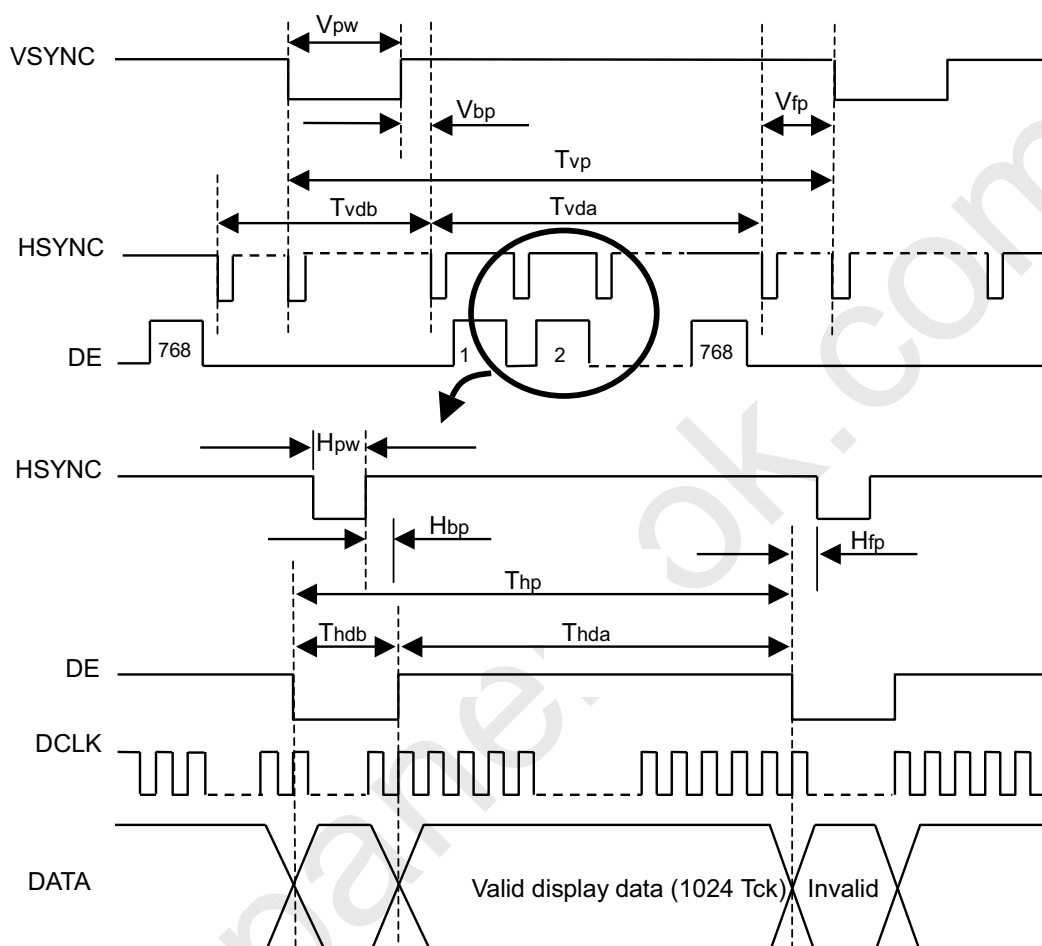 Vpw
VSYNC
Vbp
Vfp
Tvp
Tvdb
Tvda
HSYNC
768
1
2
768
DE
Hpw
HSYNC
Hbp
Hfp
Thp
Thdb
Thda
DE
DCLK
DATA
Valid display data (1024 Tck)
Invalid